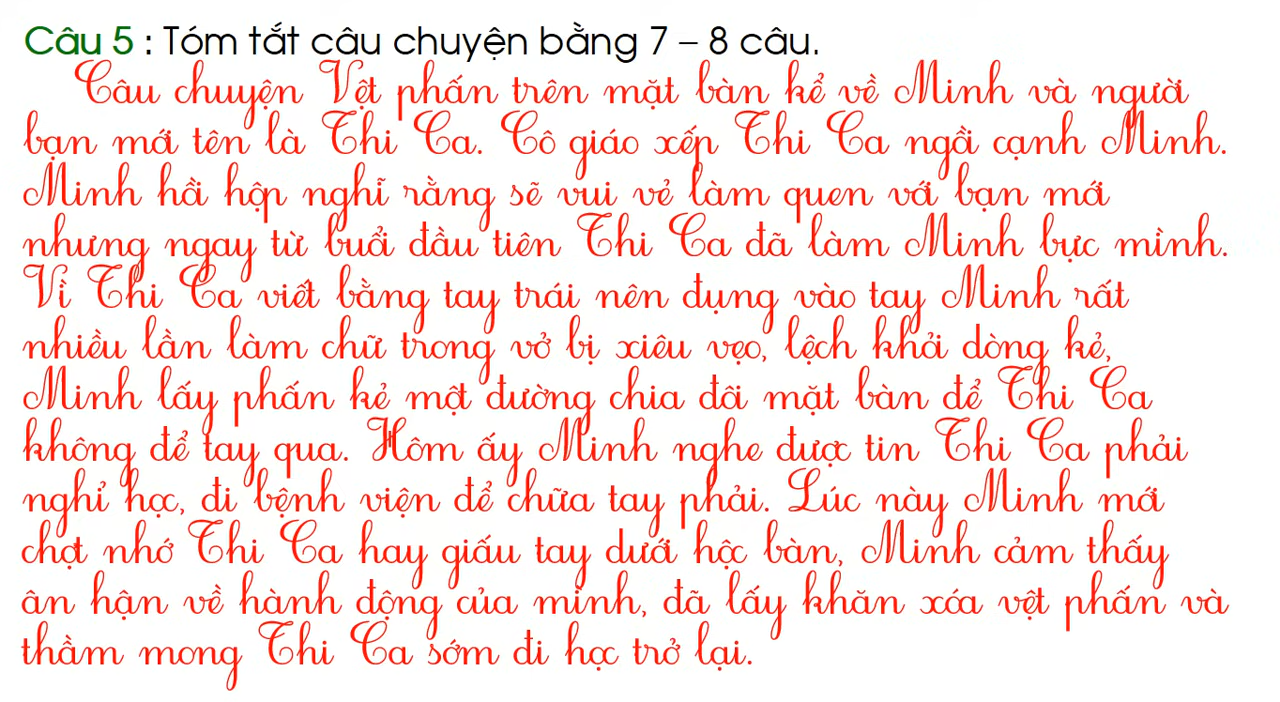 Câu 5 : Tóm tắt câu chuyện bằng 7 – 8 câu.
Câu chuyện Vệt phấn trên mặt bàn kể về Minh và người
bạn mới tên là Thi Ca. Cô giáo xếp Thi Ca ngồi cạnh Minh.
Minh hồi hộp nghĩ rằng sẽ vui vẻ làm quen với bạn mới
nhưng ngay từ buổi đầu tiên Thi Ca đã làm Minh bực mình.
Vì Thi Ca viết bằng tay trái nên đụng vào tay Minh rất
nhiều lần làm chữ trong vở bị xiêu vẹo, lệch khỏi dòng kẻ,
Minh lấy phấn kẻ một đường chia đôi mặt bàn để Thi Ca
không để tay qua. Hôm ấy Minh nghe được tin Thi Ca phải
nghỉ học, đi bệnh viện để chữa tay phải. Lúc này Minh mới
chợt nhớ Thi Ca hay giấu tay dưới hộc bàn, Minh cảm thấy
ân hận về hành động của mình, đã lấy khăn xóa vệt phấn và
thầm mong Thi Ca sớm đi học trở lại.